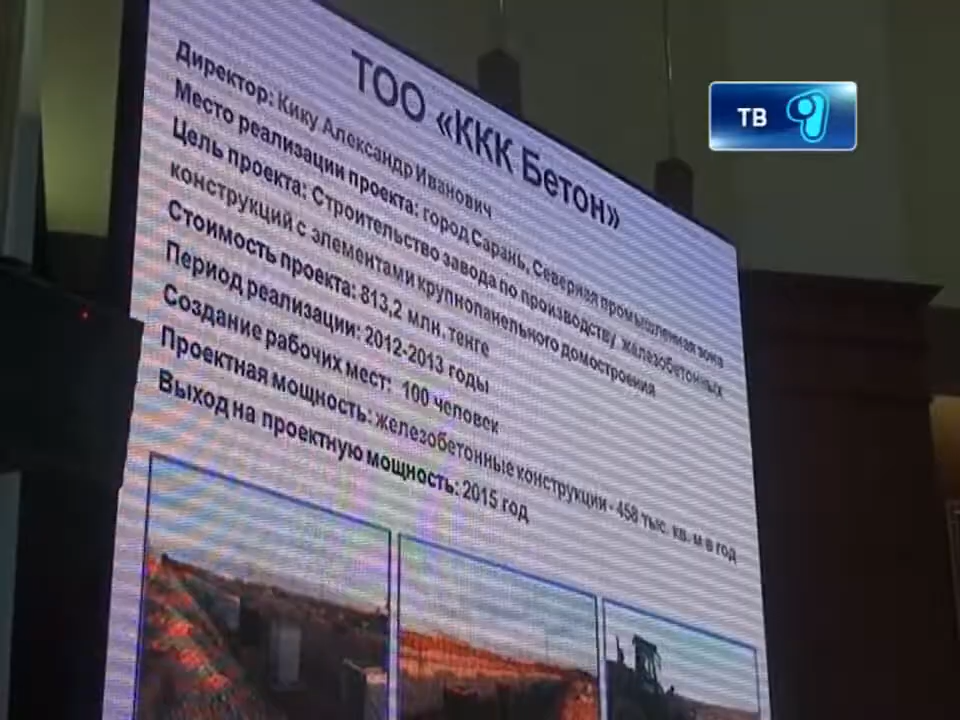 ТОО «ККК Бетон»
Директор: Кику Александр Иванович
Место реализации проекта: город Сарань, Северная промышленная зона
Цель проекта: Строительство завода по производству железобетонных
конструкций с элементами крупнопанельного домостроения
Стоимость проекта: 813,2 млн. тенге
Период реализации: 2012-2013 годы
Создание рабочих мест: 100 человек
Проектная мощность: железобетонные конструкции - 458 тыс. кв. м в год
Выход на проектную мощность: 2015 год
ТВ